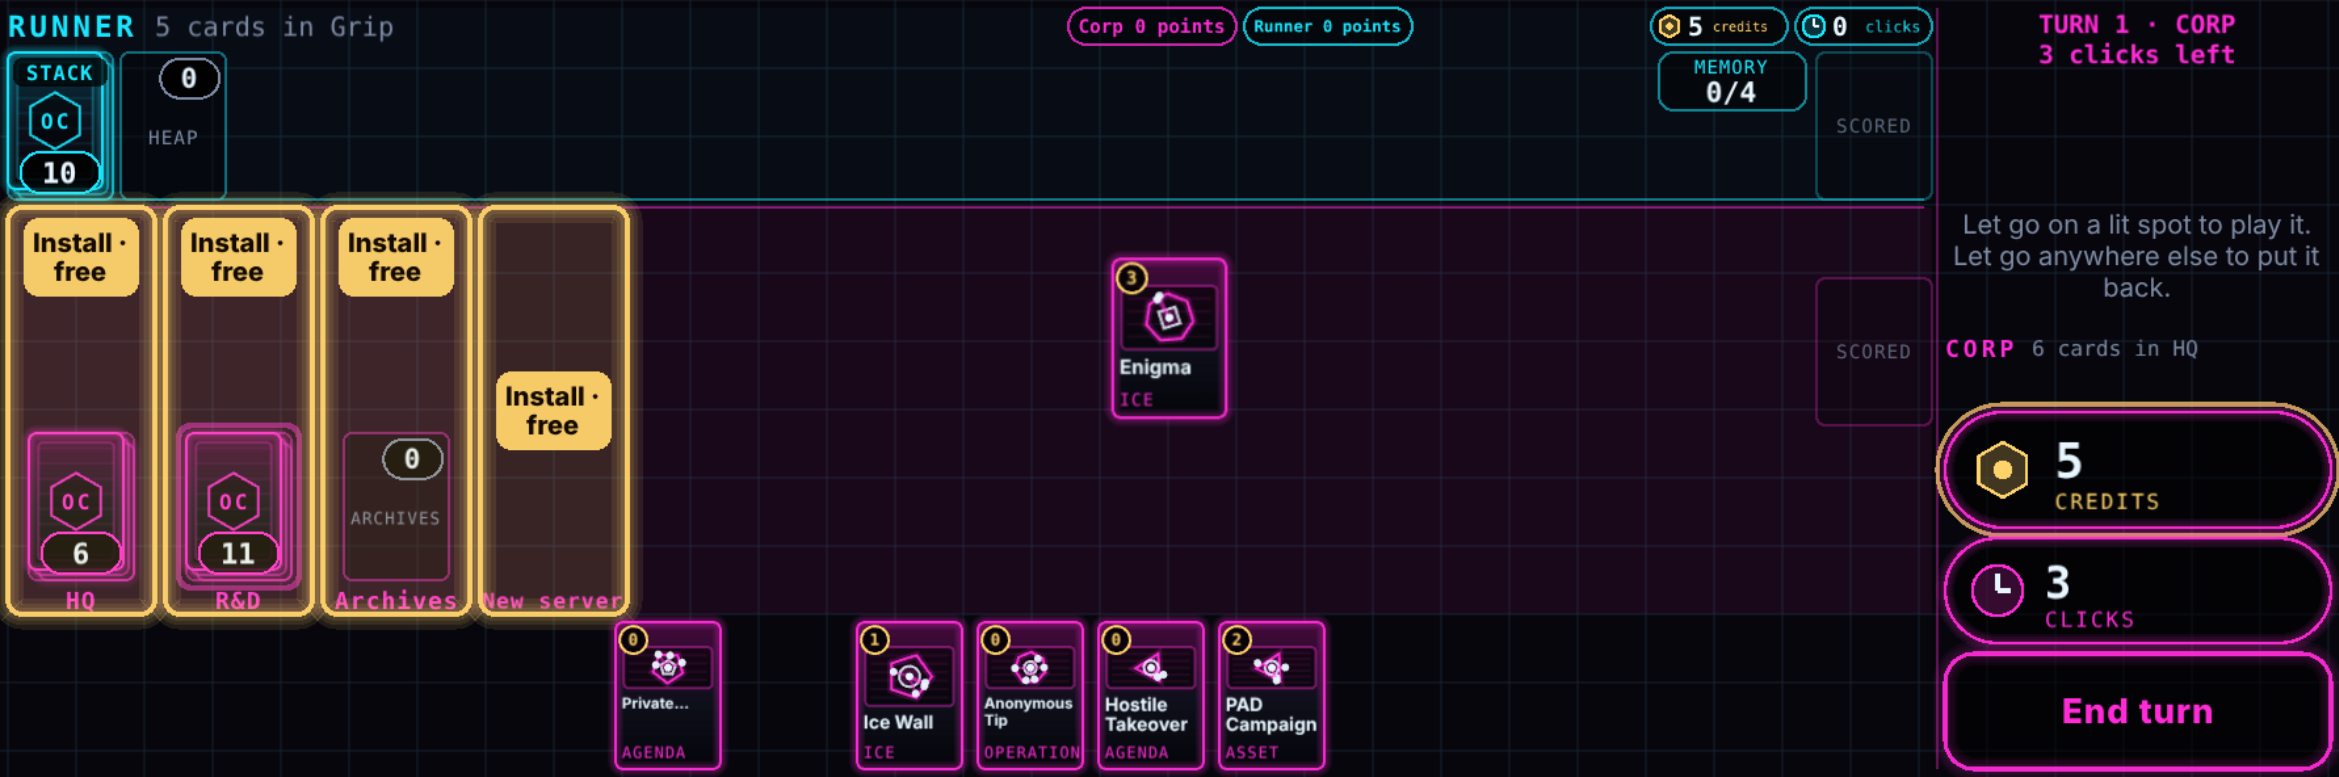 RUNNER 5 cards in Grip
Corp 0 points
Runner 0 points
5 credits
0 clicks
TURN 1 · CORP
3 clicks left
STACK
OC
10
0
HEAP
MEMORY
0/4
SCORED
Install ·
free
Install ·
free
Install ·
free
Install ·
free
OC
6
HQ
OC
11
R&D
0
ARCHIVES
Archives
New server
3
Enigma
ICE
SCORED
Let go on a lit spot to play it.
Let go anywhere else to put it
back.
CORP 6 cards in HQ
5
CREDITS
3
CLICKS
End turn
0
Private...
AGENDA
1
Ice Wall
ICE
0
Anonymous
Tip
OPERATION
0
Hostile
Takeover
AGENDA
2
PAD
Campaign
ASSET